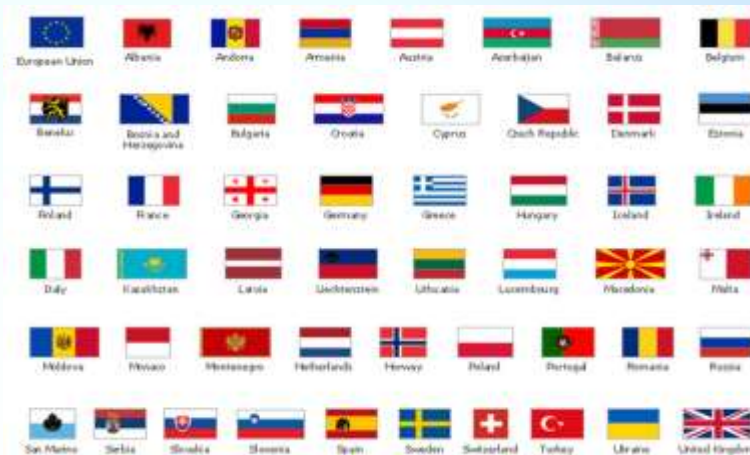 European Union Albania Andorra Armenia Austria Azerbaijan Belarus Belgium
Benelux Bosnia and Herzegovina Bulgaria Croatia Cyprus Czech Republic Denmark Estonia
Finland France Georgia Germany Greece Hungary Iceland Ireland
Italy Kazakhstan Latvia Liechtenstein Lithuania Luxembourg Macedonia Malta
Moldova Monaco Montenegro Netherlands Norway Poland Portugal Romania Russia
San Marino Serbia Slovakia Slovenia Spain Sweden Switzerland Turkey Ukraine United Kingdom